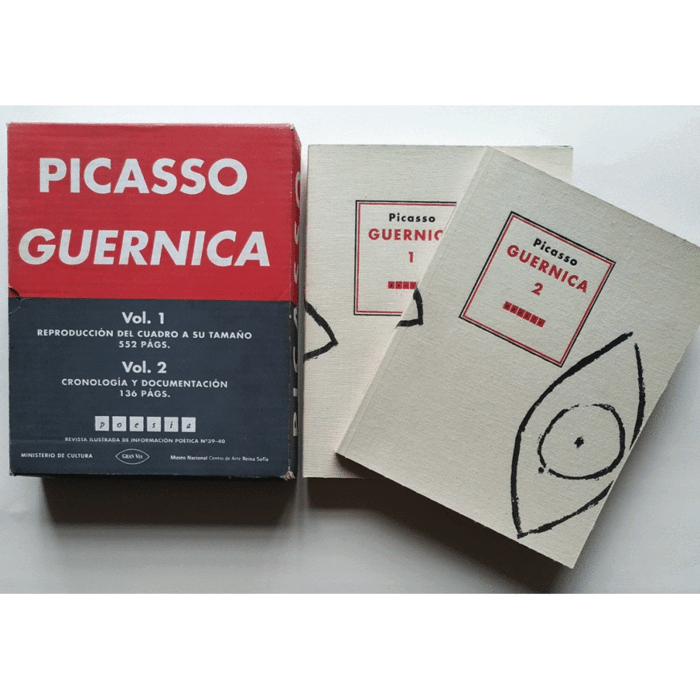 PICASSO
GUERNICA
Vol. 1
REPRODUCCIÓN DEL CUADRO A SU TAMAÑO
552 PÁGS.
Vol. 2
CRONOLOGÍA Y DOCUMENTACIÓN
136 PÁGS.
poesía
REVISTA ILUSTRADA DE INFORMACIÓN POÉTICA Nº39-40
MINISTERIO DE CULTURA
GRAN VIA
Museo Nacional Centro de Arte Reina Sofía
Picasso
GUERNIC
1
Picasso
GUERNICA
2